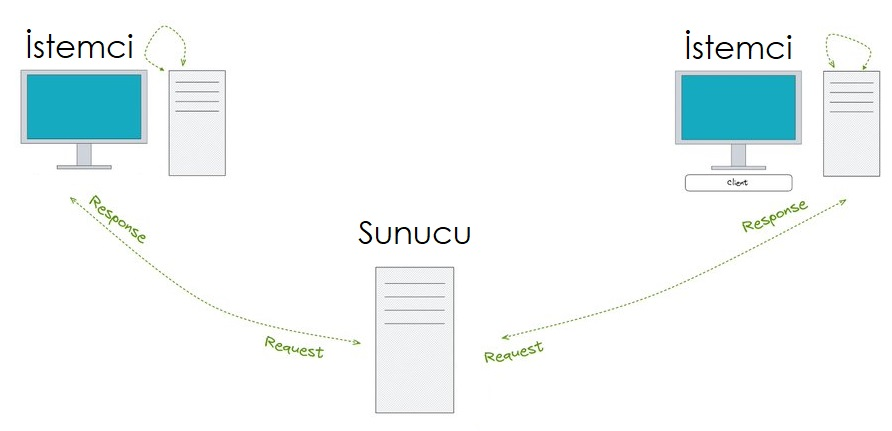 İstemci
İstemci
Client
Response
Response
Sunucu
Request
Request